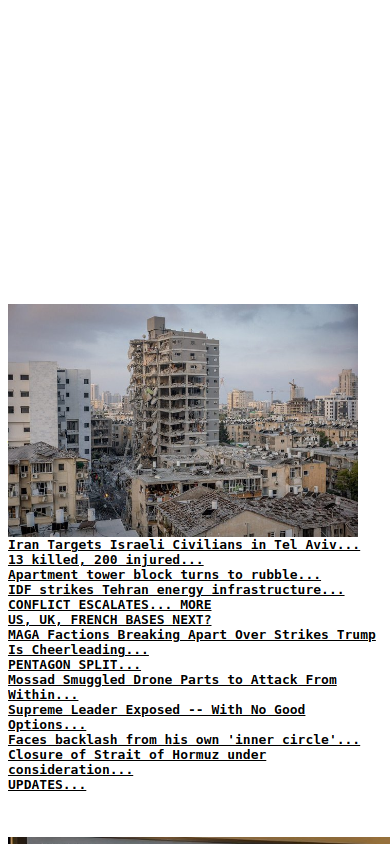 Iran Targets Israeli Civilians in Tel Aviv...
13 killed, 200 injured...
Apartment tower block turns to rubble...
IDF strikes Tehran energy infrastructure...
CONFLICT ESCALATES... MORE
US, UK, FRENCH BASES NEXT?
MAGA Factions Breaking Apart Over Strikes Trump
Is Cheerleading...
PENTAGON SPLIT...
Mossad Smuggled Drone Parts to Attack From
Within...
Supreme Leader Exposed -- With No Good
Options...
Faces backlash from his own 'inner circle'...
Closure of Strait of Hormuz under
consideration...
UPDATES...